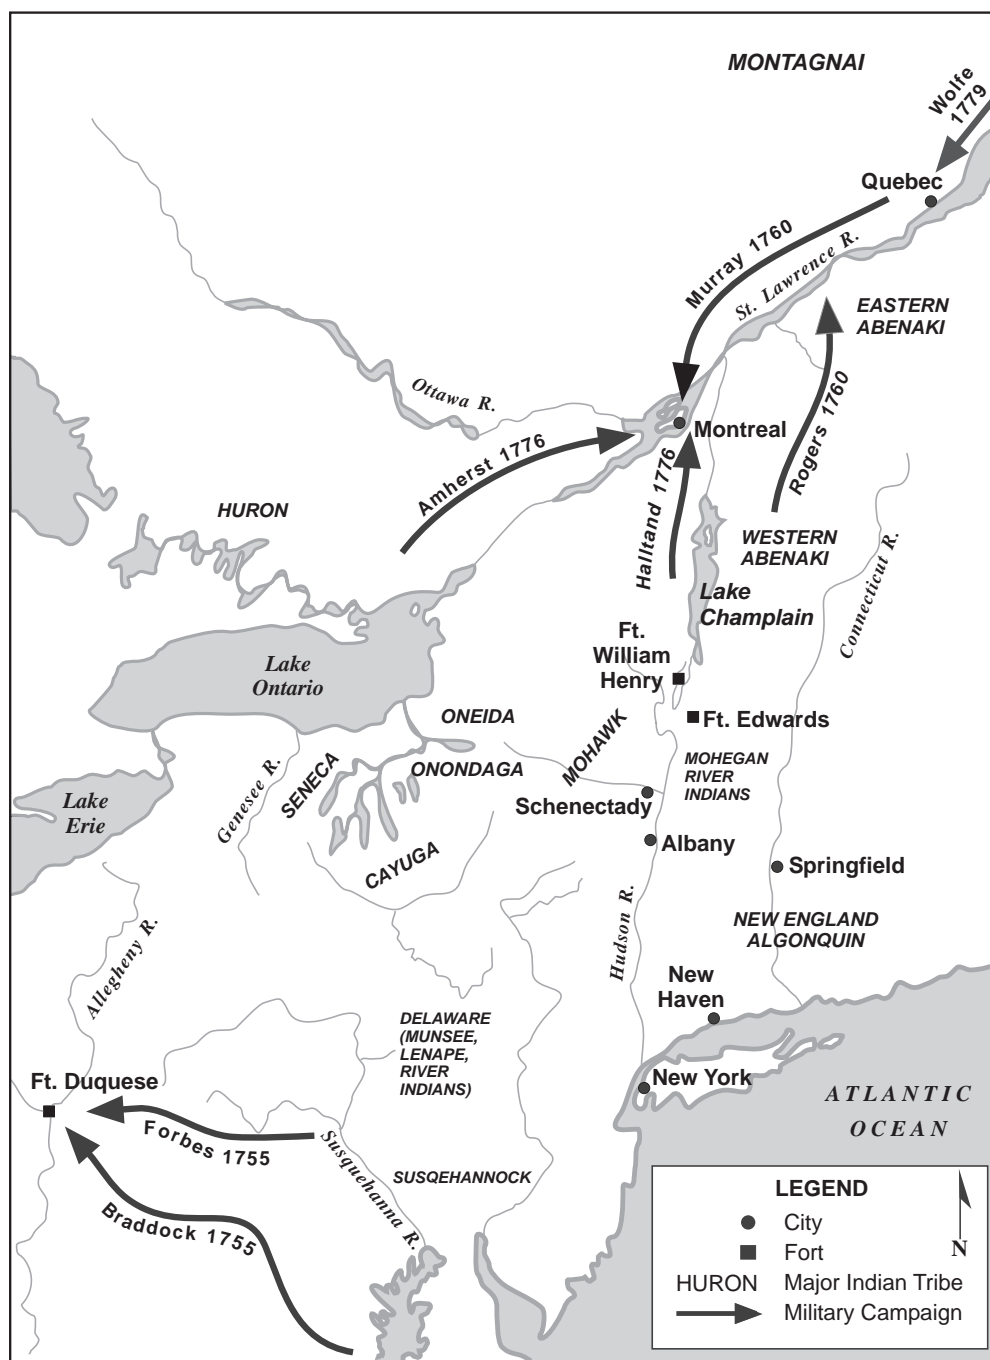 MONTAGNAI
Wolfe
1779
Quebec
Murray 1760
St. Lawrence R.
EASTERN
ABENAKI
Ottawa R.
Rogers 1760
Montreal
Amherst 1776
Halltand 1776
HURON
WESTERN
ABENAKI
Connecticut R.
Lake
Champlain
Ft.
William
Henry
Lake
Ontario
ONEIDA
Ft. Edwards
MOHAWK
ONONDAGA
MOHEGAN
RIVER
INDIANS
SENECA
Genesee R.
Lake
Erie
Schenectady
Albany
CAYUGA
Springfield
Allegheny R.
Hudson R.
NEW ENGLAND
ALGONQUIN
New
Haven
DELAWARE
(MUNSEE,
LENAPE,
RIVER
INDIANS)
Ft. Duquese
New York
ATLANTIC
OCEAN
Forbes 1755
Susquehanna R.
SUSQEHANNOCK
Braddock 1755
LEGEND
City
Fort
HURON Major Indian Tribe
Military Campaign
N